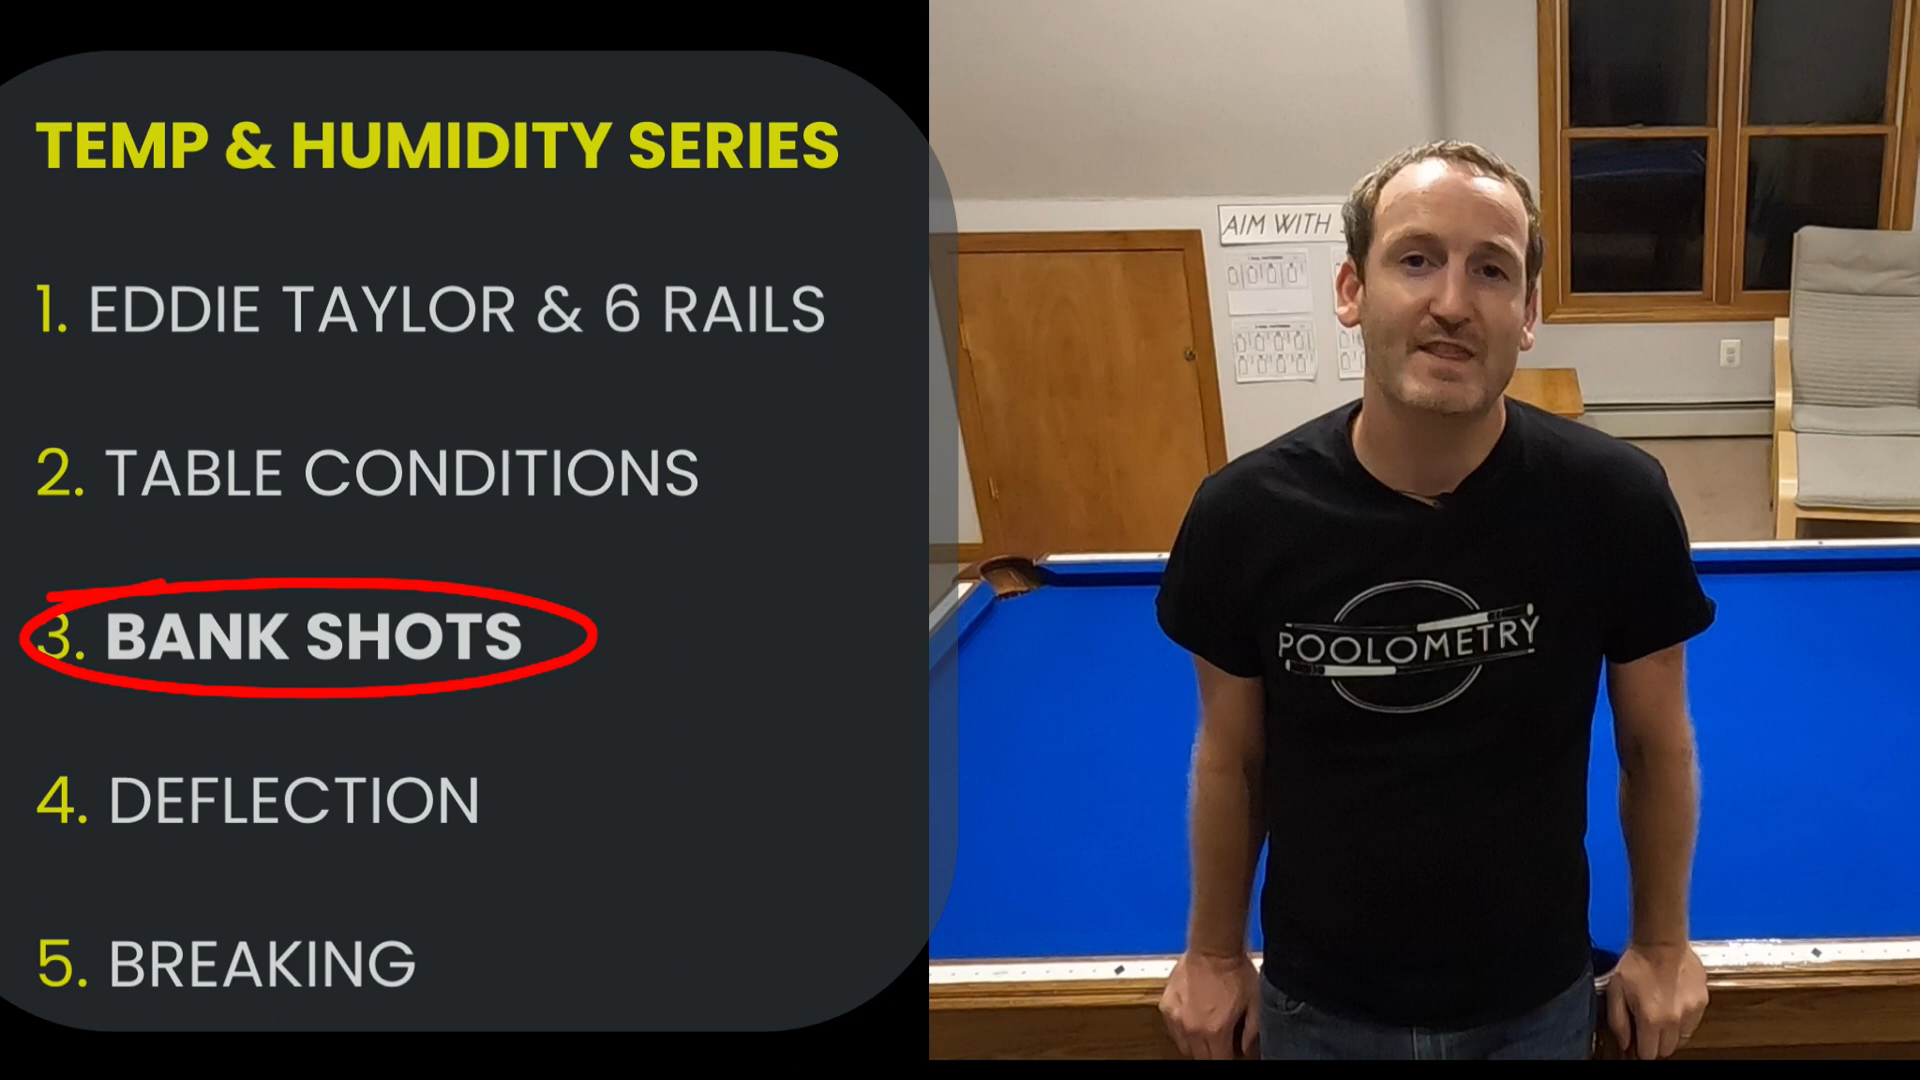 TEMP & HUMIDITY SERIES
1. EDDIE TAYLOR & 6 RAILS
2. TABLE CONDITIONS
3. BANK SHOTS
4. DEFLECTION
5. BREAKING
AIM WITH
POOLOMETRY